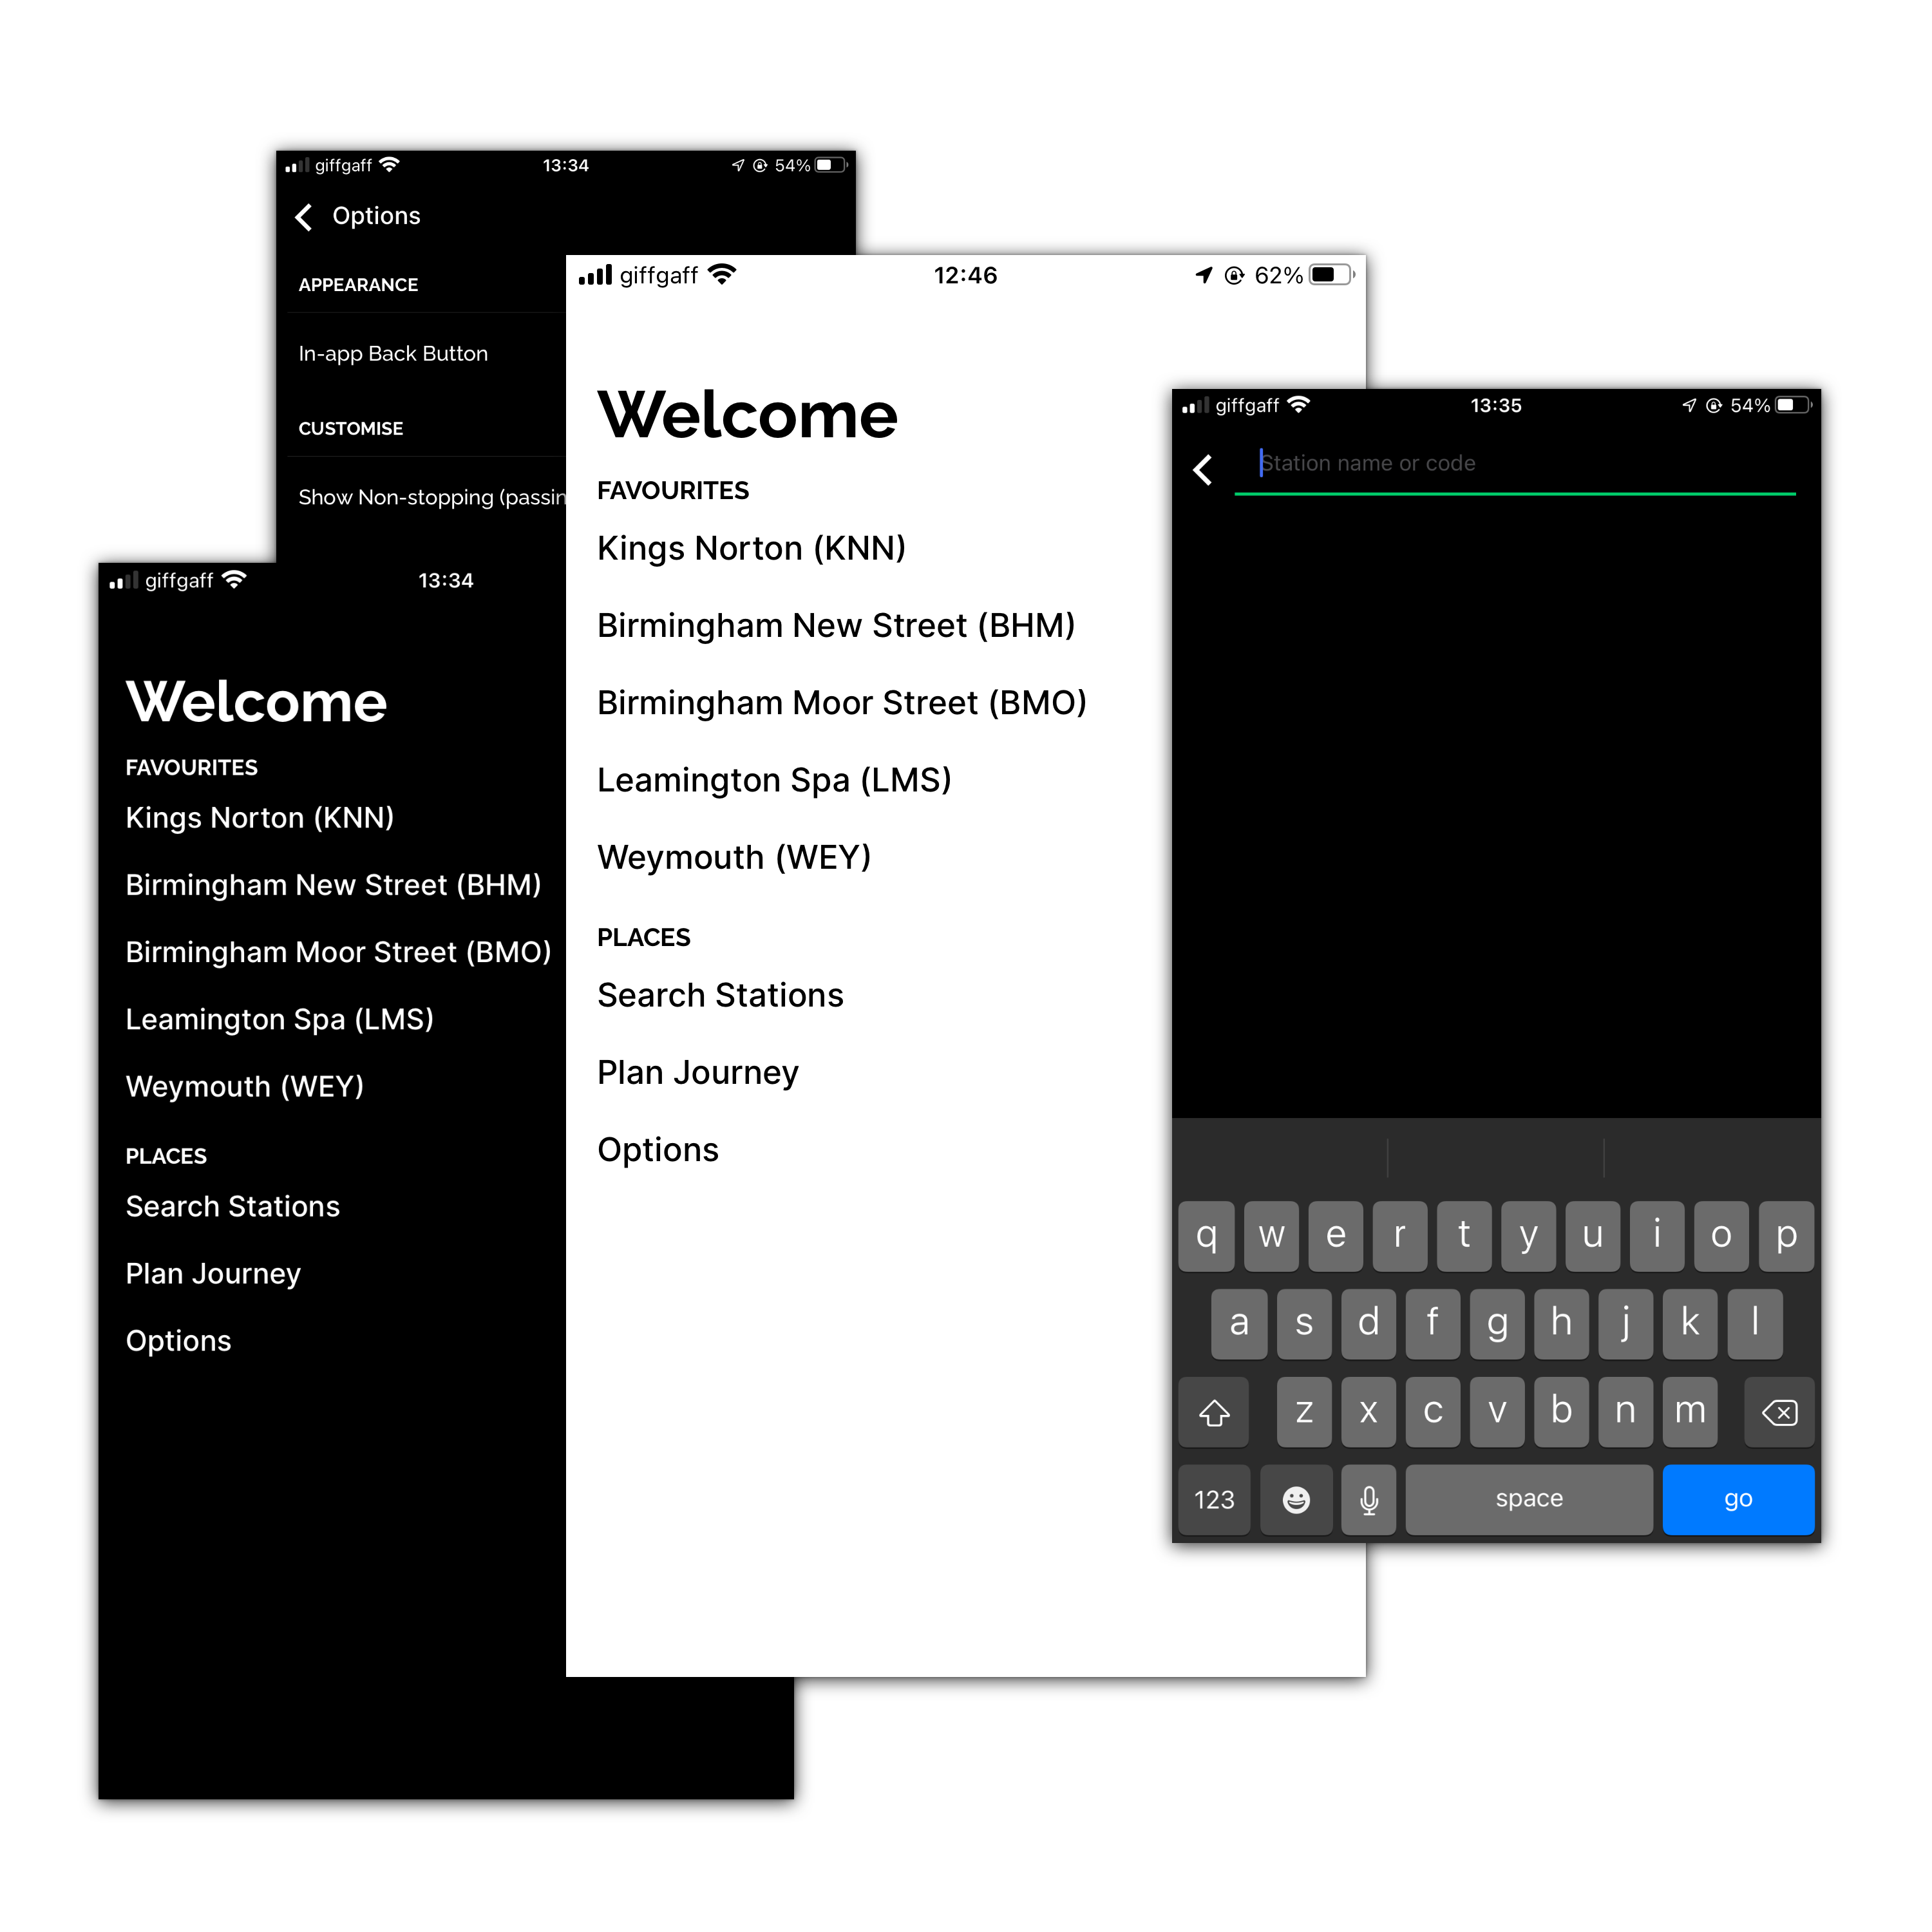 giffgaff 13:34 54%
Options
APPEARANCE
In-app Back Button
CUSTOMISE
Show Non-stopping (passin
giffgaff 13:34
Welcome
FAVOURITES
Kings Norton (KNN)
Birmingham New Street (BHM)
Birmingham Moor Street (BMO)
Leamington Spa (LMS)
Weymouth (WEY)
PLACES
Search Stations
Plan Journey
Options
giffgaff 12:46 62%
Welcome
FAVOURITES
Kings Norton (KNN)
Birmingham New Street (BHM)
Birmingham Moor Street (BMO)
Leamington Spa (LMS)
Weymouth (WEY)
PLACES
Search Stations
Plan Journey
Options
giffgaff 13:35 54%
Station name or code
q w e r t y u i o p
a s d f g h j k l
z x c v b n m
123 space go